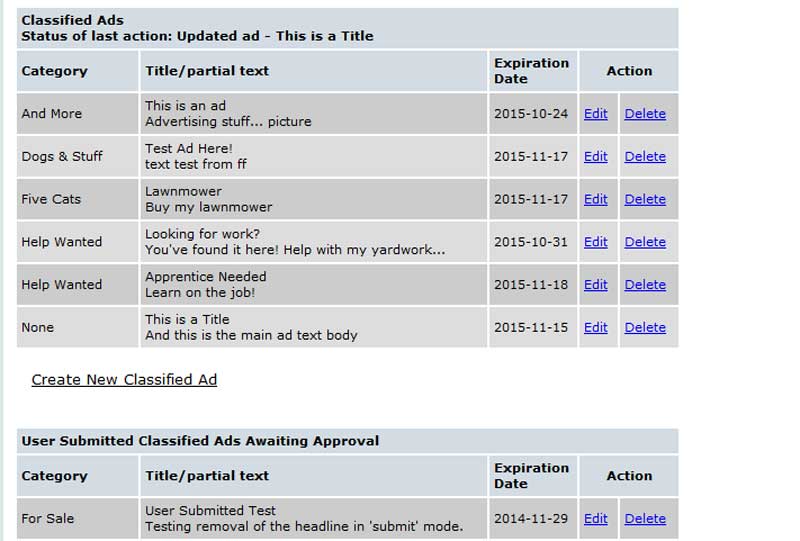 Classified Ads
Status of last action: Updated ad - This is a Title
Category Title/partial text Expiration Date Action
And More This is an ad 2015-10-24 Edit Delete
Advertising stuff... picture
Dogs & Stuff Test Ad Here! 2015-11-17 Edit Delete
text test from ff
Five Cats Lawnmower 2015-11-17 Edit Delete
Buy my lawnmower
Help Wanted Looking for work? 2015-10-31 Edit Delete
You've found it here! Help with my yardwork...
Help Wanted Apprentice Needed 2015-11-18 Edit Delete
Learn on the job!
None This is a Title 2015-11-15 Edit Delete
And this is the main ad text body
Create New Classified Ad
User Submitted Classified Ads Awaiting Approval
Category Title/partial text Expiration Date Action
For Sale User Submitted Test 2014-11-29 Edit Delete
Testing removal of the headline in 'submit' mode.